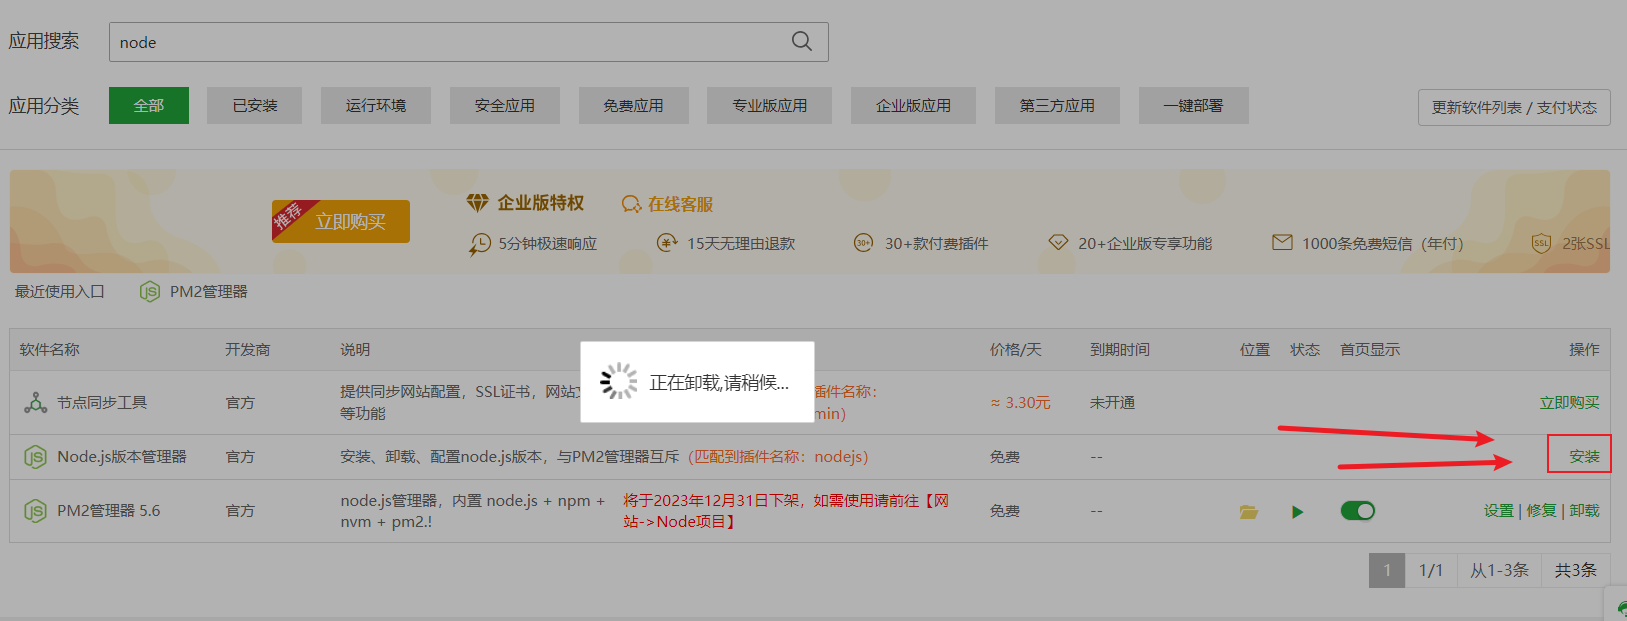 应用搜索
node
应用分类
全部
已安装
运行环境
安全应用
免费应用
专业版应用
企业版应用
第三方应用
一键部署
更新软件列表 / 支付状态
推荐
立即购买
企业版特权
在线客服
5分钟极速响应
15天无理由退款
30+
30+款付费插件
20+企业版专享功能
1000条免费短信（年付）
SSL
2张SSL
最近使用入口
JS
PM2管理器
软件名称
开发商
说明
价格/天
到期时间
位置
状态
首页显示
操作
节点同步工具
官方
提供同步网站配置，SSL证书，网站
插件名称：
等功能
min)
≈ 3.30元
未开通
立即购买
JS
Node.js版本管理器
官方
安装、卸载、配置node.js版本，与PM2管理器互斥 (匹配到插件名称：nodejs)
免费
--
安装
JS
PM2管理器 5.6
官方
node.js管理器，内置 node.js + npm +
nvm + pm2.!
将于2023年12月31日下架，如需使用请前往【网
站->Node项目】
免费
--
设置 | 修复 | 卸载
正在卸载,请稍候...
1
1/1
从1-3条
共3条